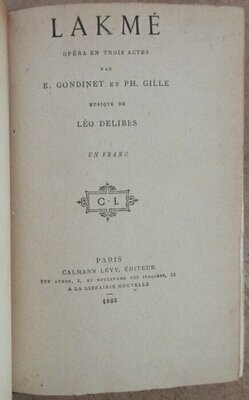 LAKMÉ
OPÉRA EN TROIS ACTES
PAR
E. GONDINET ET PH. GILLE
MUSIQUE DE
LÉO DELIBES
UN FRANC
C-L
PARIS
CALMANN LÉVY, ÉDITEUR
RUE AUBER, 3, ET BOULEVARD DES ITALIENS, 15
A LA LIBRAIRIE NOUVELLE
1883